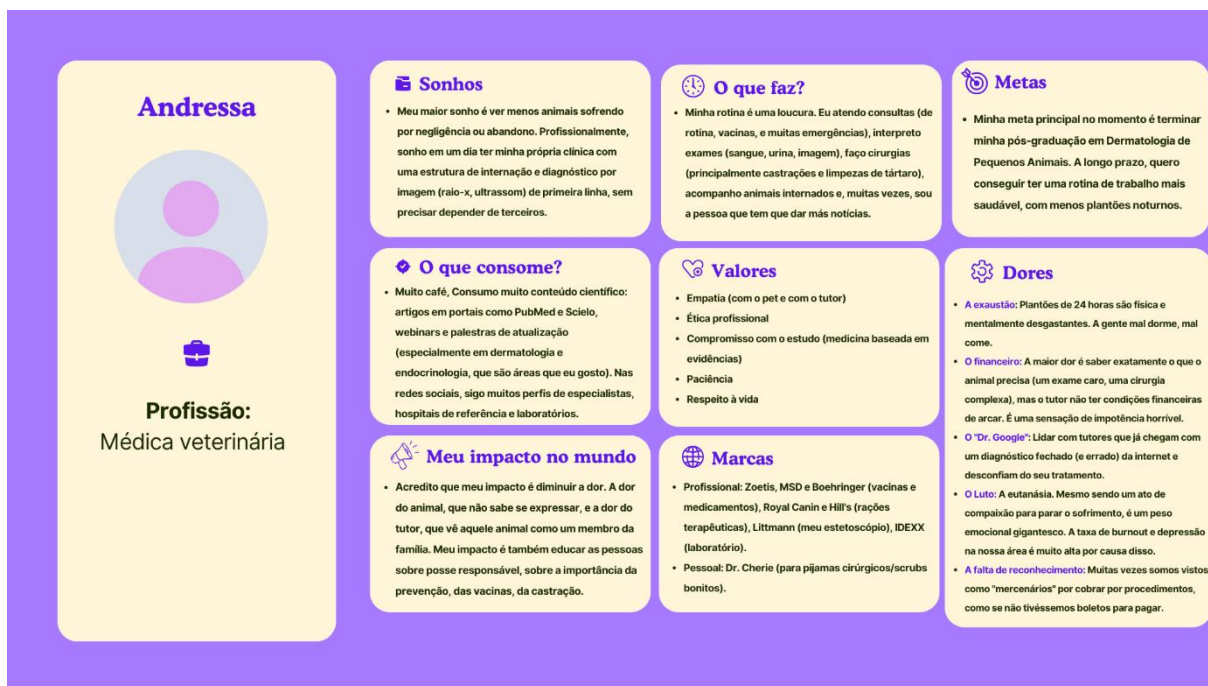 Andressa
Profissão:
Médica veterinária
Sonhos
• Meu maior sonho é ver menos animais sofrendo
por negligência ou abandono. Profissionalmente,
sonho em um dia ter minha própria clínica com
uma estrutura de internação e diagnóstico por
imagem (raio-x, ultrassom) de primeira linha, sem
precisar depender de terceiros.
O que faz?
• Minha rotina é uma loucura. Eu atendo consultas (de
rotina, vacinas, e muitas emergências), interpreto
exames (sangue, urina, imagem), faço cirurgias
(principalmente castrações e limpezas de tártaro),
acompanho animais internados e, muitas vezes, sou
a pessoa que tem que dar más notícias.
Metas
• Minha meta principal no momento é terminar
minha pós-graduação em Dermatologia de
Pequenos Animais. A longo prazo, quero
conseguir ter uma rotina de trabalho mais
saudável, com menos plantões noturnos.
O que consome?
• Muito café, Consumo muito conteúdo científico:
artigos em portais como PubMed e Scielo,
webinars e palestras de atualização
(especialmente em dermatologia e
endocrinologia, que são áreas que eu gosto). Nas
redes sociais, sigo muitos perfis de especialistas,
hospitais de referência e laboratórios.
Valores
• Empatia (com o pet e com o tutor)
• Ética profissional
• Compromisso com o estudo (medicina baseada em
evidências)
• Paciência
• Respeito à vida
Dores
• A exaustão: Plantões de 24 horas são física e
mentalmente desgastantes. A gente mal dorme, mal
come.
• O financeiro: A maior dor é saber exatamente o que o
animal precisa (um exame caro, uma cirurgia
complexa), mas o tutor não ter condições financeiras
de arcar. É uma sensação de impotência horrível.
• O "Dr. Google": Lidar com tutores que já chegam com
um diagnóstico fechado (e errado) da internet e
desconfiam do seu tratamento.
• O Luto: A eutanásia. Mesmo sendo um ato de
compaixão para parar o sofrimento, é um peso
emocional gigantesco. A taxa de burnout e depressão
na nossa área é muito alta por causa disso.
• A falta de reconhecimento: Muitas vezes somos vistos
como "mercenários" por cobrar por procedimentos,
como se não tivéssemos boletos para pagar.
Meu impacto no mundo
• Acredito que meu impacto é diminuir a dor. A dor
do animal, que não sabe se expressar, e a dor do
tutor, que vê aquele animal como um membro da
família. Meu impacto é também educar as pessoas
sobre posse responsável, sobre a importância da
prevenção, das vacinas, da castração.
Marcas
• Profissional: Zoetis, MSD e Boehringer (vacinas e
medicamentos), Royal Canin e Hill's (rações
terapêuticas), Littmann (meu estetoscópio), IDEXX
(laboratório).
• Pessoal: Dr. Cherie (para pijamas cirúrgicos/scrubs
bonitos).